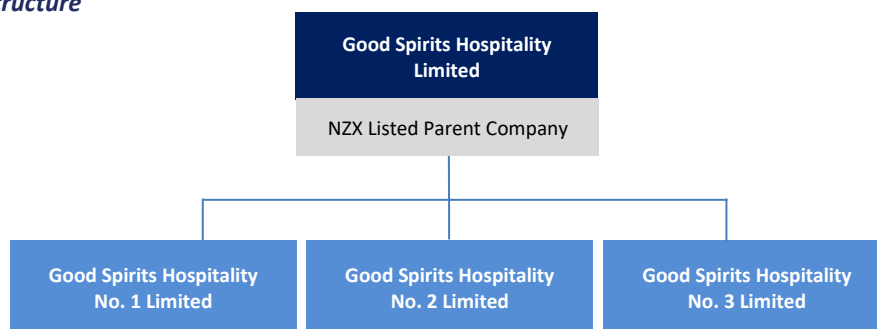 Good Spirits Hospitality
Limited
NZX Listed Parent Company
Good Spirits Hospitality
No. 1 Limited
Good Spirits Hospitality
No. 2 Limited
Good Spirits Hospitality
No. 3 Limited